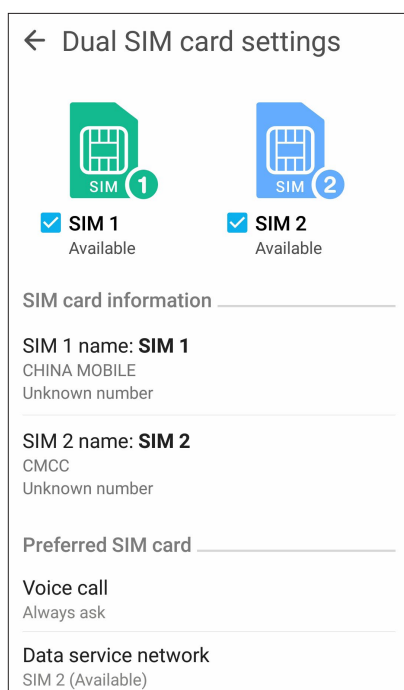 Dual SIM card settings
SIM 1
SIM 2
SIM 1
SIM 2
Available
Available
SIM card information
SIM 1 name: SIM 1
CHINA MOBILE
Unknown number
SIM 2 name: SIM 2
CMCC
Unknown number
Preferred SIM card
Voice call
Always ask
Data service network
SIM 2 (Available)